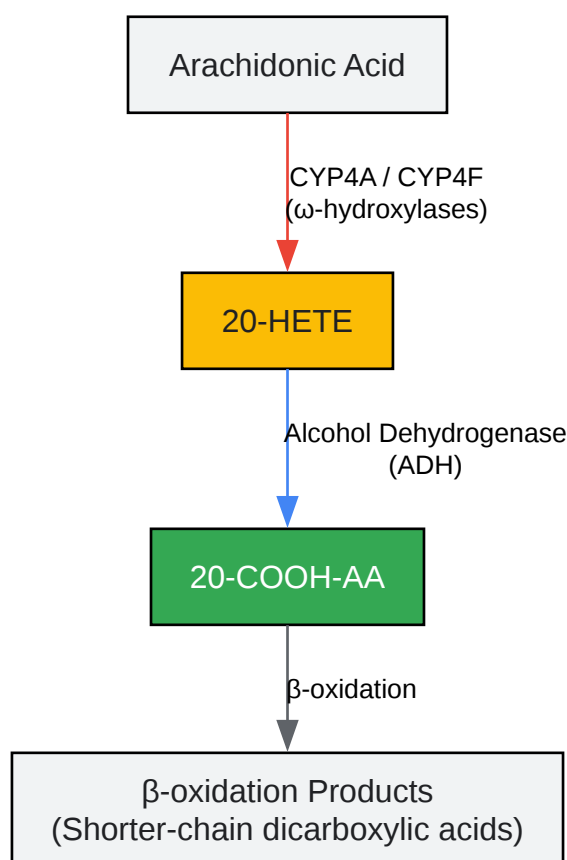 Arachidonic Acid
CYP4A / CYP4F
(ω-hydroxylases)
20-HETE
Alcohol Dehydrogenase
(ADH)
20-COOH-AA
β-oxidation
β-oxidation Products
(Shorter-chain dicarboxylic acids)